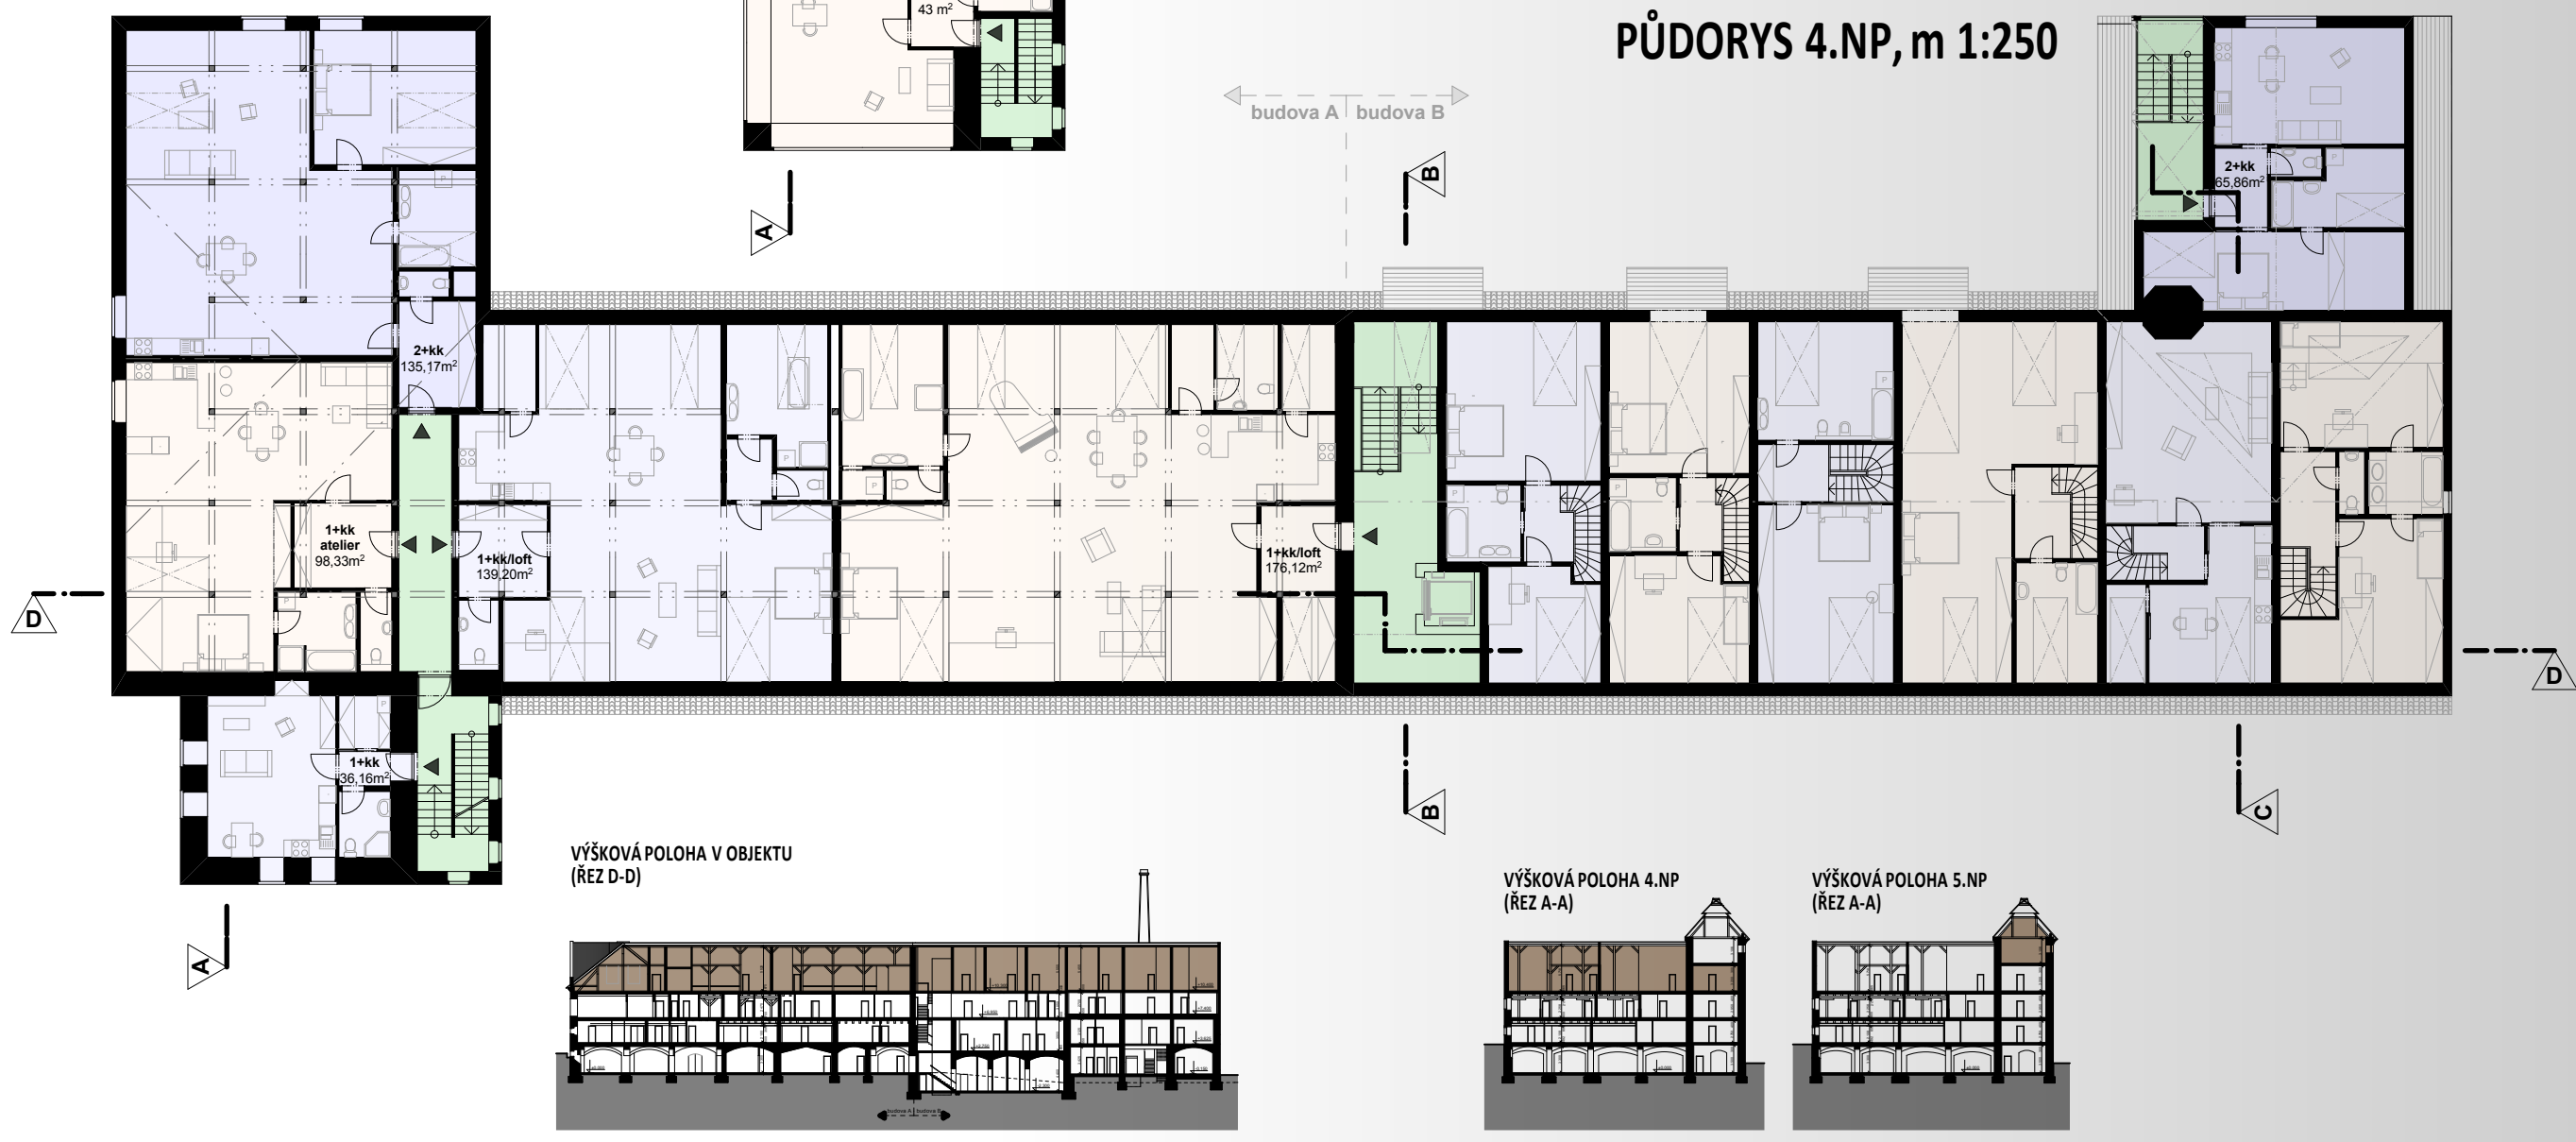 43 m²
PŮDORYS 4.NP, m 1:250
budova A
budova B
A
B
2+kk
65,86m²
2+kk
135,17m²
1+kk
atelier
98,33m²
1+kk/loft
139,20m²
1+kk/loft
176,12m²
D
D
1+kk
36,16m²
B
C
A
VÝŠKOVÁ POLOHA V OBJEKTU
(ŘEZ D-D)
VÝŠKOVÁ POLOHA 4.NP
(ŘEZ A-A)
VÝŠKOVÁ POLOHA 5.NP
(ŘEZ A-A)
budova A
budova B